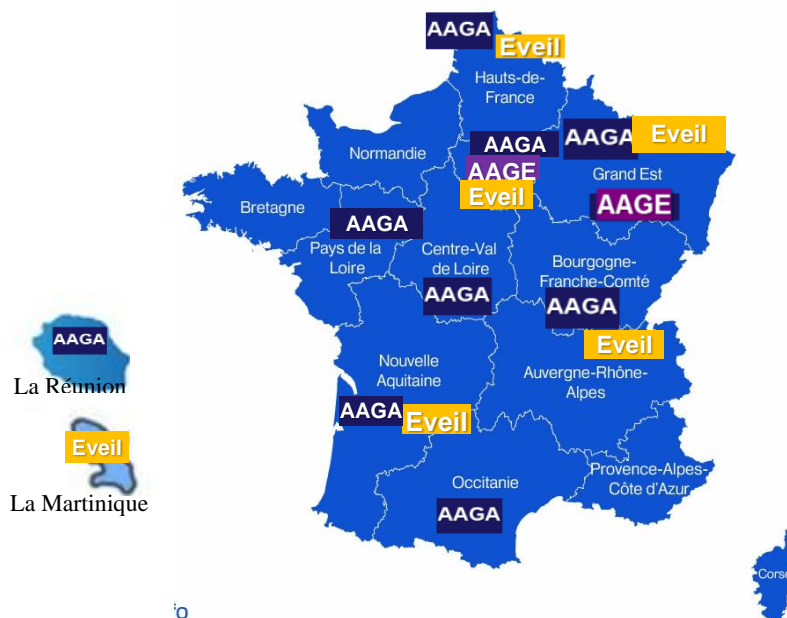 AAGA
Eveil
Hauts-de-
France
AAGA
AAGA
Eveil
Normandie
AAGE
Grand Est
Eveil
AAGE
Bretagne
AAGA
Pays de la
Loire
Centre-Val
de Loire
Bourgogne-
Franche-Comté
AAGA
AAGA
AAGA
La Réunion
Eveil
Nouvelle
Aquitaine
Auvergne-Rhône-
Alpes
AAGA
Eveil
Eveil
La Martinique
Occitanie
Provence-Alpes-
Côte d'Azur
AAGA
Corse
fo